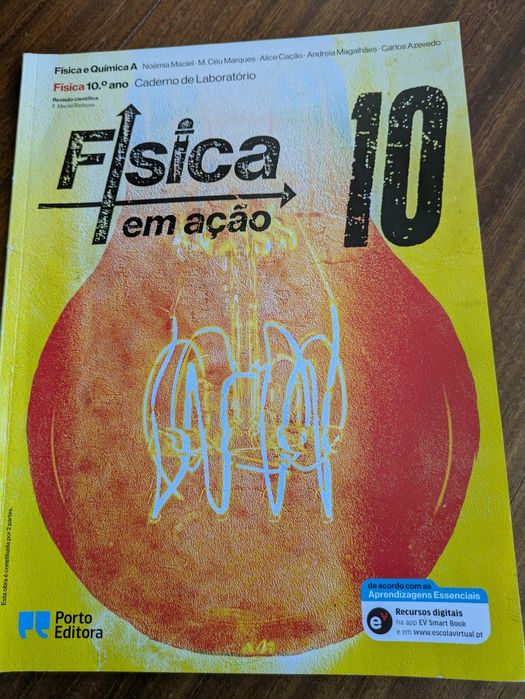 Física e Química A Noémia Maciel · M. Céu Marques · Alice Cação · Andreia Magalhães · Carlos Azevedo
Física 10.º ano Caderno de Laboratório
Revisão científica
F. Maciel Barbosa
Física
10
em ação
Esta obra é constituída por 2 partes.
de acordo com as
Aprendizagens Essenciais
Recursos digitais
na app EV Smart Book
e em www.escolavirtual.pt
eV
Porto
Editora